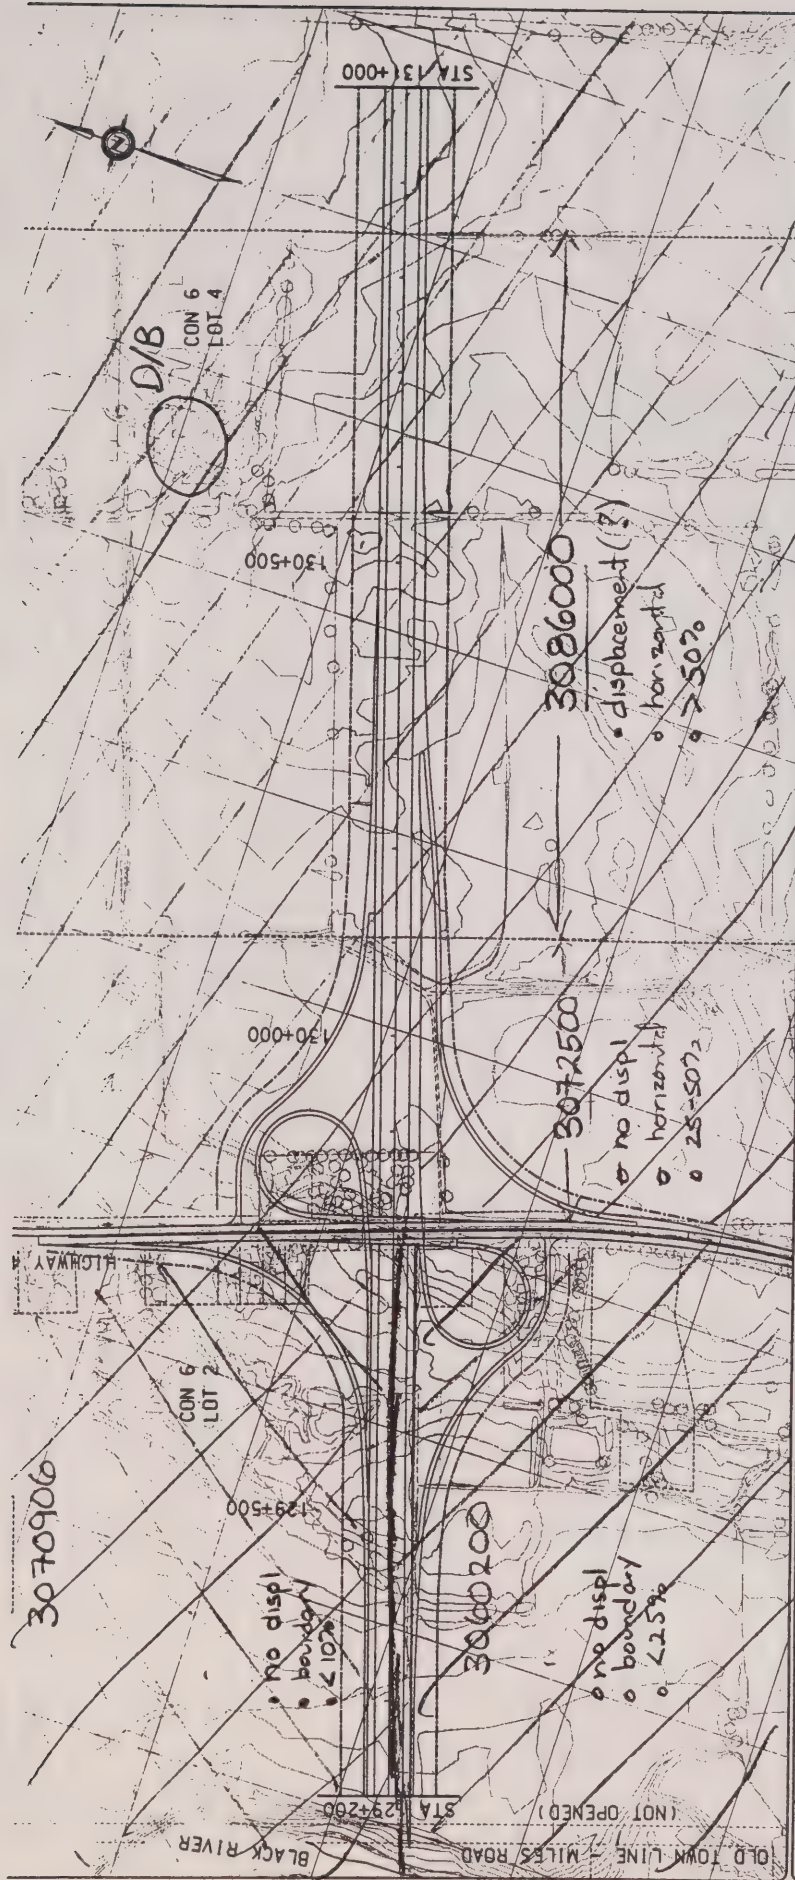 STA 131+000
D/B
CON 6
LOT 4
130+500
3086000
• displacement (?)
• horizontal
• >50%
130+000
3072500
• no displ
• horizontal
• 25-50%
HIGHWAY 4
CON 6
LOT 2
3070906
129+500
• no displ
• boundary
• <10%
3060200
• no displ
• boundary
• <25%
STA 129+200
(NOT OPENED)
BLACK RIVER
OLD TOWN LINE - MILES ROAD